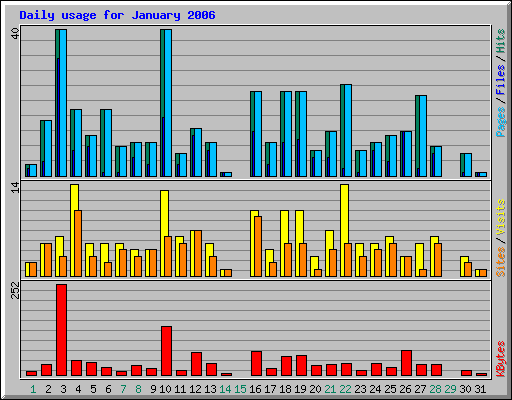 Daily usage for January 2006
40
Pages / Files / Hits
14
Sites / Visits
252
KBytes
1 2 3 4 5 6 7 8 9 10 11 12 13 14 15 16 17 18 19 20 21 22 23 24 25 26 27 28 29 30 31